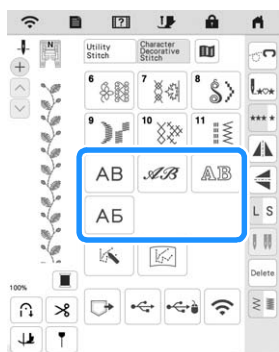 N
Utility Stitch
Character Decorative Stitch
6 7 8
9 10 11
AB AB AB
АБ
L S
Delete
100%